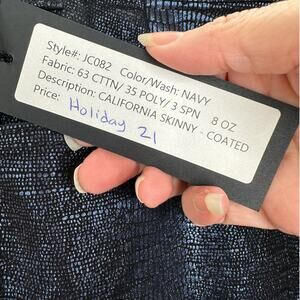 Style#: JC082 Color/Wash: NAVY
Fabric: 63 CTTN/ 35 POLY/ 3 SPN 8 OZ
Description: CALIFORNIA SKINNY - COATED
Price: Holiday 21